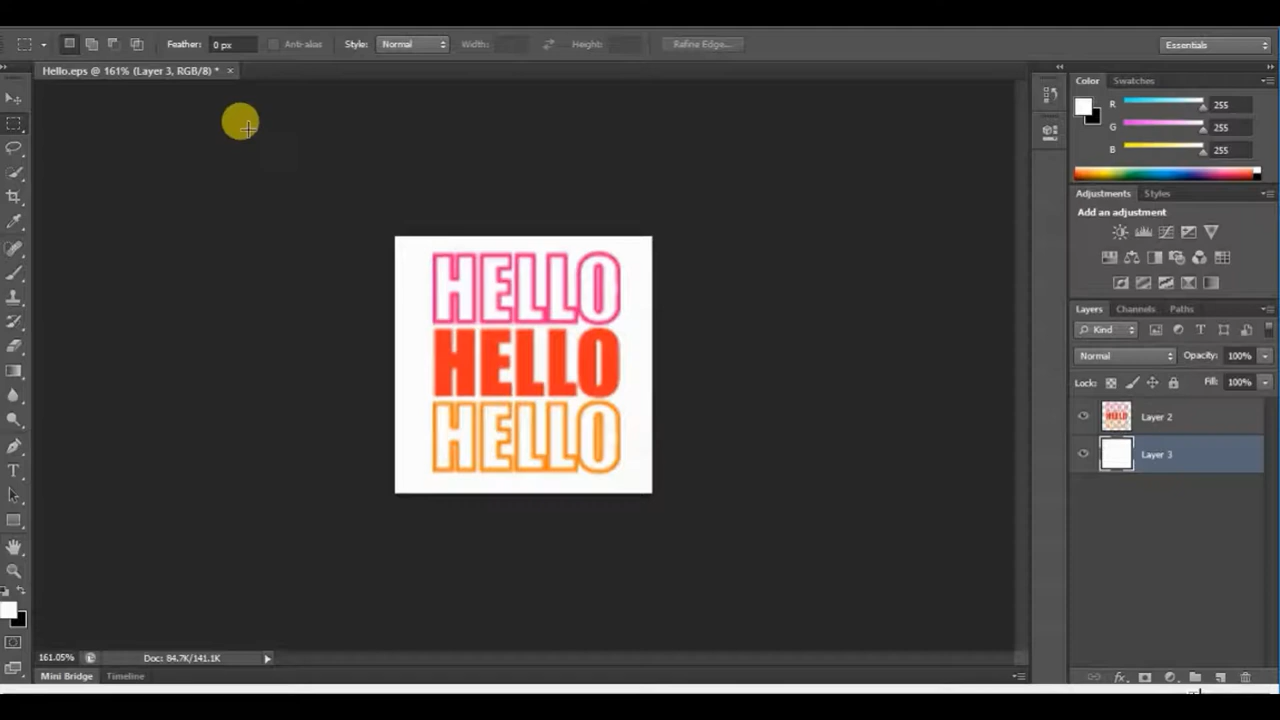 Feather: 0 px Anti-alias Style: Normal Width: Height: Refine Edge... Essentials
Hello.eps @ 161% (Layer 3, RGB/8) * ×
Color Swatches
R 255
G 255
B 255
HELLO
HELLO
HELLO
Adjustments Styles
Add an adjustment
Layers Channels Paths
Kind
Normal Opacity: 100%
Lock: Fill: 100%
Layer 2
Layer 3
fx
161.05% Doc: 84.7K/141.1K
Mini Bridge Timeline